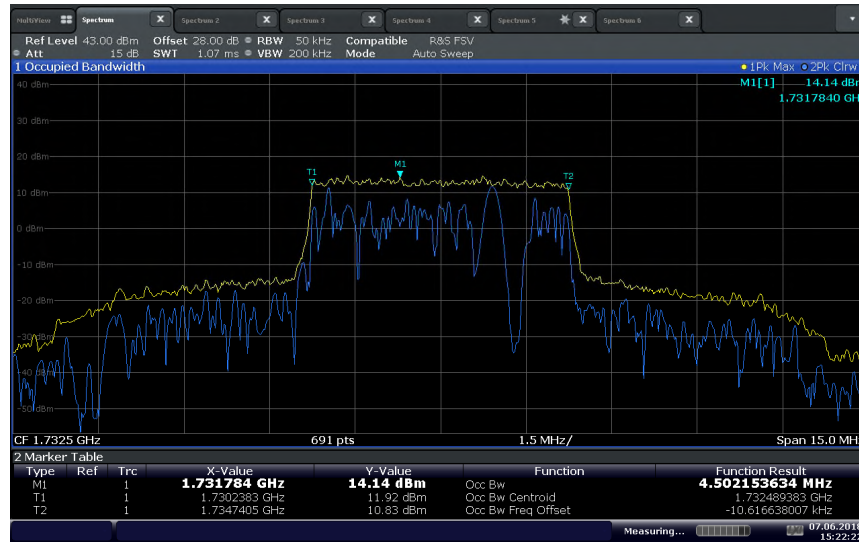 MultiView Spectrum X Spectrum 2 X Spectrum 3 X Spectrum 4 X Spectrum 5 X Spectrum 6 X
Ref Level 43.00 dBm Offset 28.00 dB RBW 50 kHz Compatible R&S FSV
Att 15 dB SWT 1.07 ms VBW 200 kHz Mode Auto Sweep
1 Occupied Bandwidth 1Pk Max 2Pk Clrw
40 dBm M1[1] 14.14 dBm
1.7317840 GH
30 dBm
20 dBm
M1
T1 T2
10 dBm
0 dBm
-10 dBm
-20 dBm
-30 dBm
-40 dBm
-50 dBm
CF 1.7325 GHz 691 pts 1.5 MHz/ Span 15.0 MH
2 Marker Table
Type Ref Trc X-Value Y-Value Function Function Result
M1 1 1.731784 GHz 14.14 dBm Occ Bw 4.502153634 MHz
T1 1 1.7302383 GHz 11.92 dBm Occ Bw Centroid 1.732489383 GHz
T2 1 1.7347405 GHz 10.83 dBm Occ Bw Freq Offset -10.616638007 kHz
Measuring... 07.06.2018
15:22:22